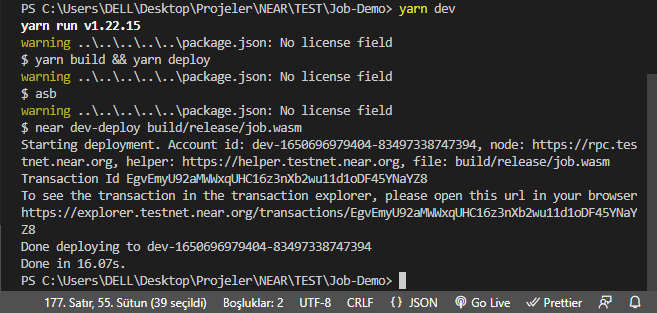 PS C:\Users\DELL\Desktop\Projeler\NEAR\TEST\Job-Demo> yarn dev
yarn run v1.22.15
warning ..\..\..\..\..\package.json: No license field
$ yarn build && yarn deploy
warning ..\..\..\..\..\package.json: No license field
$ asb
warning ..\..\..\..\..\package.json: No license field
$ near dev-deploy build/release/job.wasm
Starting deployment. Account id: dev-1650696979404-83497338747394, node: https://rpc.tes
tnet.near.org, helper: https://helper.testnet.near.org, file: build/release/job.wasm
Transaction Id EgvEmyU92aMWWxqUHC16z3nXb2wu11d1oDF45YNaYZ8
To see the transaction in the transaction explorer, please open this url in your browser
https://explorer.testnet.near.org/transactions/EgvEmyU92aMWWxqUHC16z3nXb2wu11d1oDF45YNaY
Z8
Done deploying to dev-1650696979404-83497338747394
Done in 16.07s.
PS C:\Users\DELL\Desktop\Projeler\NEAR\TEST\Job-Demo>
177. Satır, 55. Sütun (39 seçildi) Boşluklar: 2 UTF-8 CRLF {} JSON Go Live Prettier